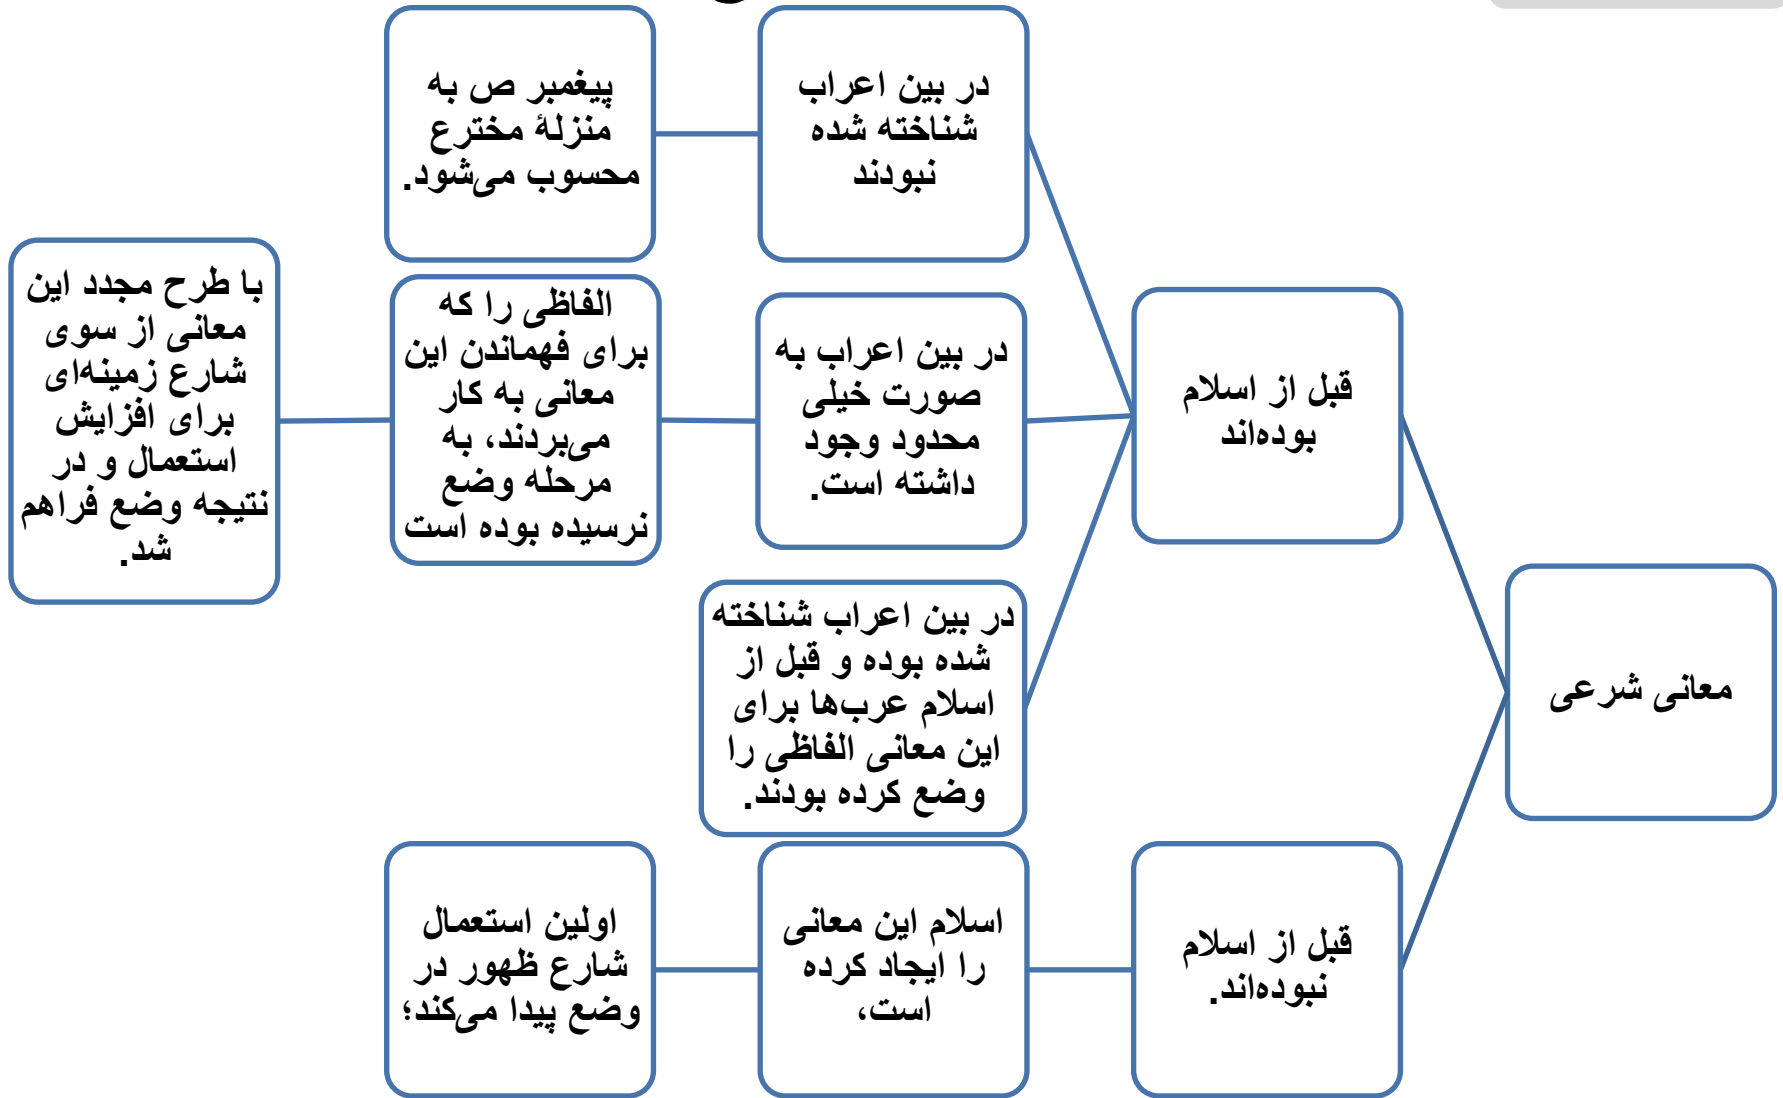 معانی شرعی
قبل از اسلام
بوده‌اند
در بین اعراب
شناخته شده
نبودند
پیغمبر ص به
منزلهٔ مخترع
محسوب می‌شود.
در بین اعراب به
صورت خیلی
محدود وجود
داشته است.
الفاظی را که
برای فهماندن این
معانی به کار
می‌بردند، به
مرحله وضع
نرسیده بوده است
با طرح مجدد این
معانی از سوی
شارع زمینه‌ای
برای افزایش
استعمال و در
نتیجه وضع فراهم
شد.
در بین اعراب شناخته
شده بوده و قبل از
اسلام عرب‌ها برای
این معانی الفاظی را
وضع کرده بودند.
قبل از اسلام
نبوده‌اند.
اسلام این معانی
را ایجاد کرده
است،
اولین استعمال
شارع ظهور در
وضع پیدا می‌کند؛